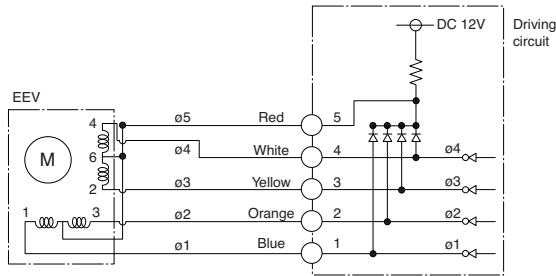 DC 12V
Driving
circuit
EEV
4
ø5
Red
5
M
6
ø4
White
4
ø4
2
ø3
Yellow
3
ø3
1
3
ø2
Orange
2
ø2
ø1
Blue
1
ø1